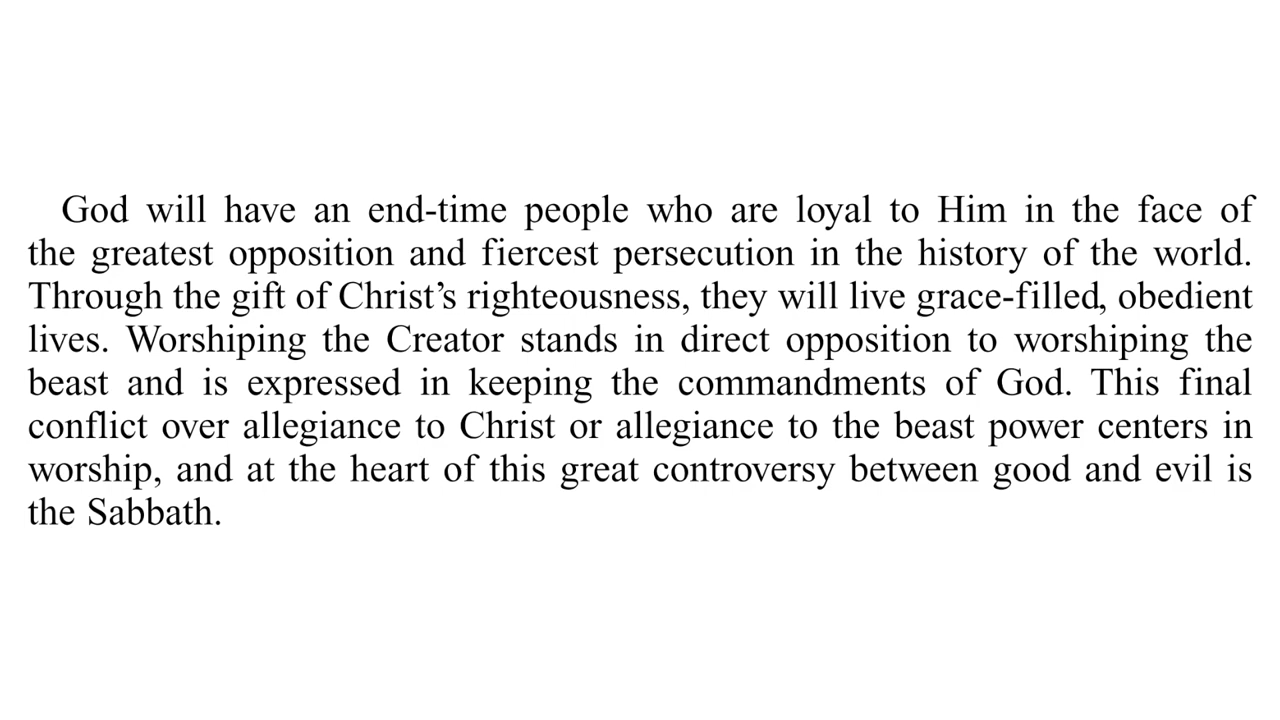 God will have an end-time people who are loyal to Him in the face of
the greatest opposition and fiercest persecution in the history of the world.
Through the gift of Christ’s righteousness, they will live grace-filled, obedient
lives. Worshiping the Creator stands in direct opposition to worshiping the
beast and is expressed in keeping the commandments of God. This final
conflict over allegiance to Christ or allegiance to the beast power centers in
worship, and at the heart of this great controversy between good and evil is
the Sabbath.